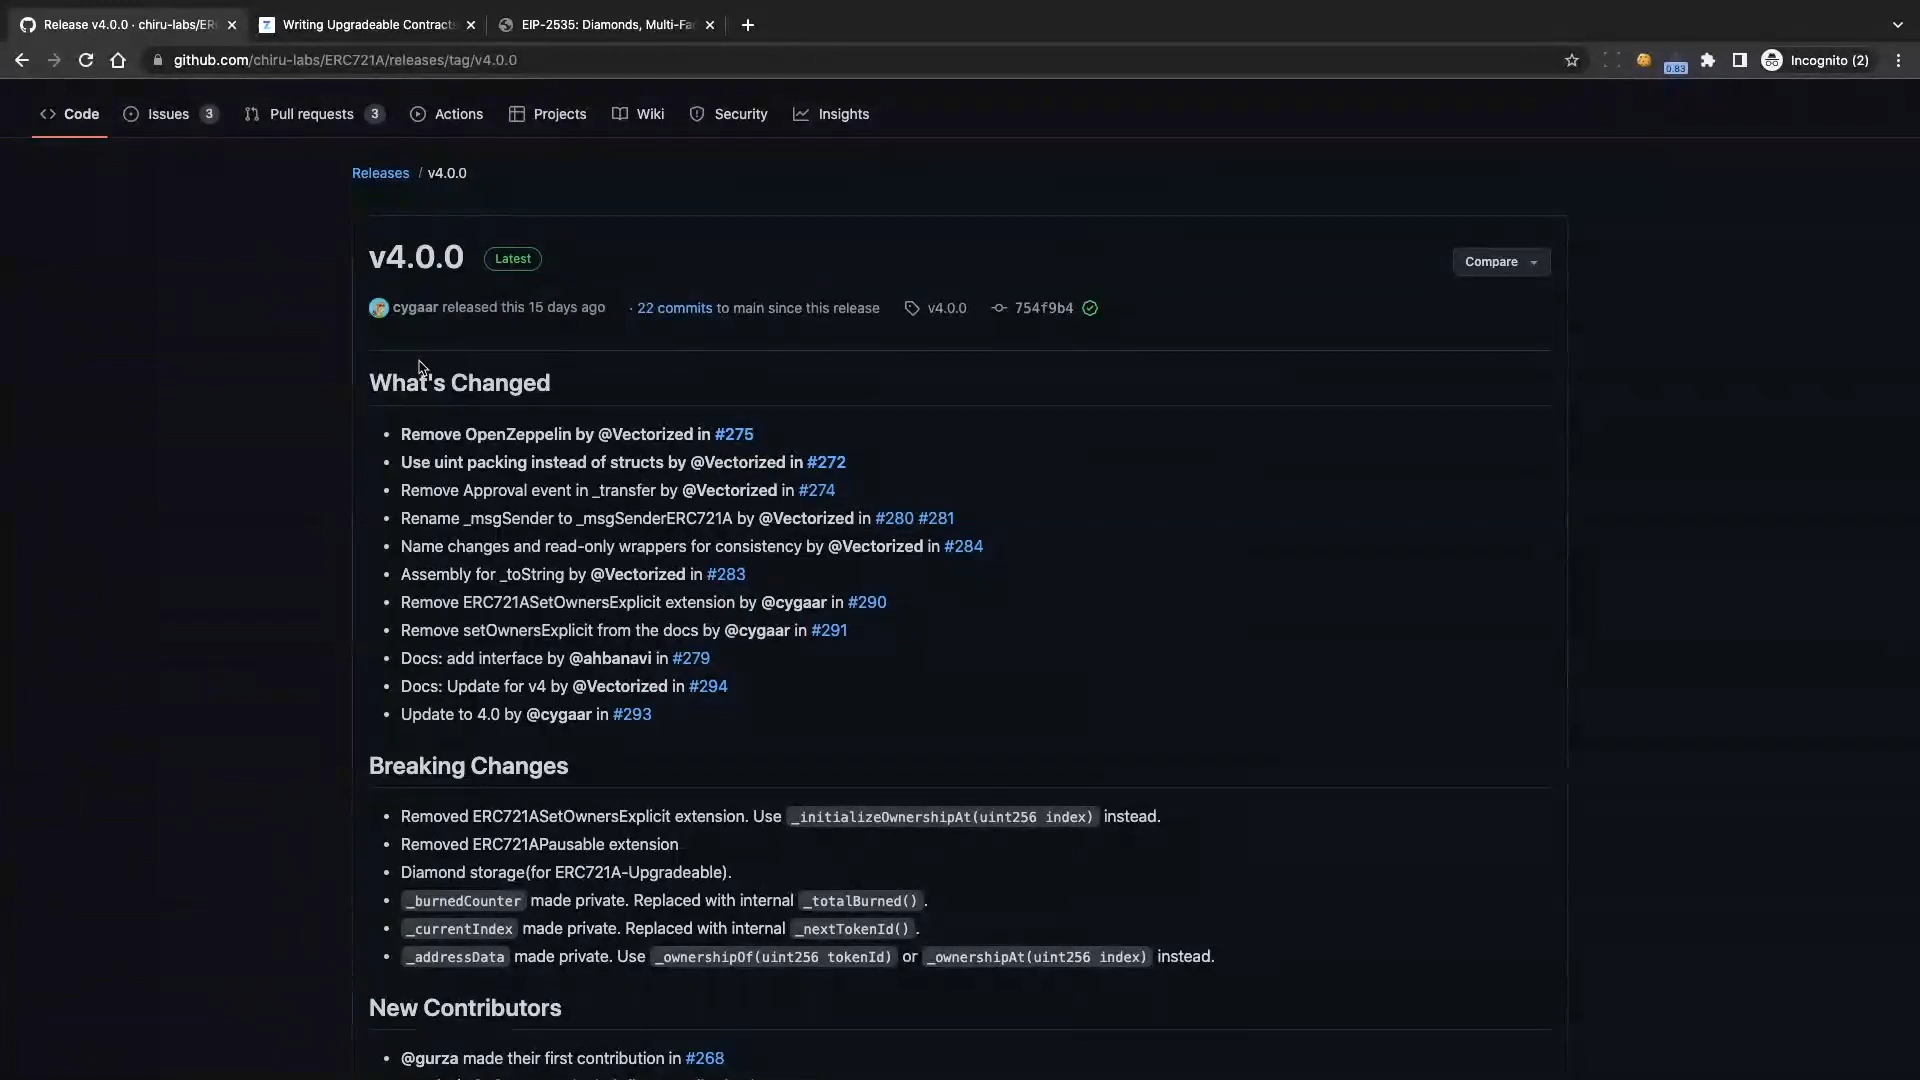 Release v4.0.0 · chiru-labs/ER
Writing Upgradeable Contracts
EIP-2535: Diamonds, Multi-Fa
github.com/chiru-labs/ERC721A/releases/tag/v4.0.0
0.83
Incognito (2)
Code
Issues 3
Pull requests 3
Actions
Projects
Wiki
Security
Insights
Releases / v4.0.0
v4.0.0 Latest
Compare
cygaar released this 15 days ago · 22 commits to main since this release v4.0.0 754f9b4
What's Changed
• Remove OpenZeppelin by @Vectorized in #275
• Use uint packing instead of structs by @Vectorized in #272
• Remove Approval event in _transfer by @Vectorized in #274
• Rename _msgSender to _msgSenderERC721A by @Vectorized in #280 #281
• Name changes and read-only wrappers for consistency by @Vectorized in #284
• Assembly for _toString by @Vectorized in #283
• Remove ERC721ASetOwnersExplicit extension by @cygaar in #290
• Remove setOwnersExplicit from the docs by @cygaar in #291
• Docs: add interface by @ahbanavi in #279
• Docs: Update for v4 by @Vectorized in #294
• Update to 4.0 by @cygaar in #293
Breaking Changes
• Removed ERC721ASetOwnersExplicit extension. Use _initializeOwnershipAt(uint256 index) instead.
• Removed ERC721APausable extension
• Diamond storage(for ERC721A-Upgradeable).
• _burnedCounter made private. Replaced with internal _totalBurned().
• _currentIndex made private. Replaced with internal _nextTokenId().
• _addressData made private. Use _ownershipOf(uint256 tokenId) or _ownershipAt(uint256 index) instead.
New Contributors
• @gurza made their first contribution in #268